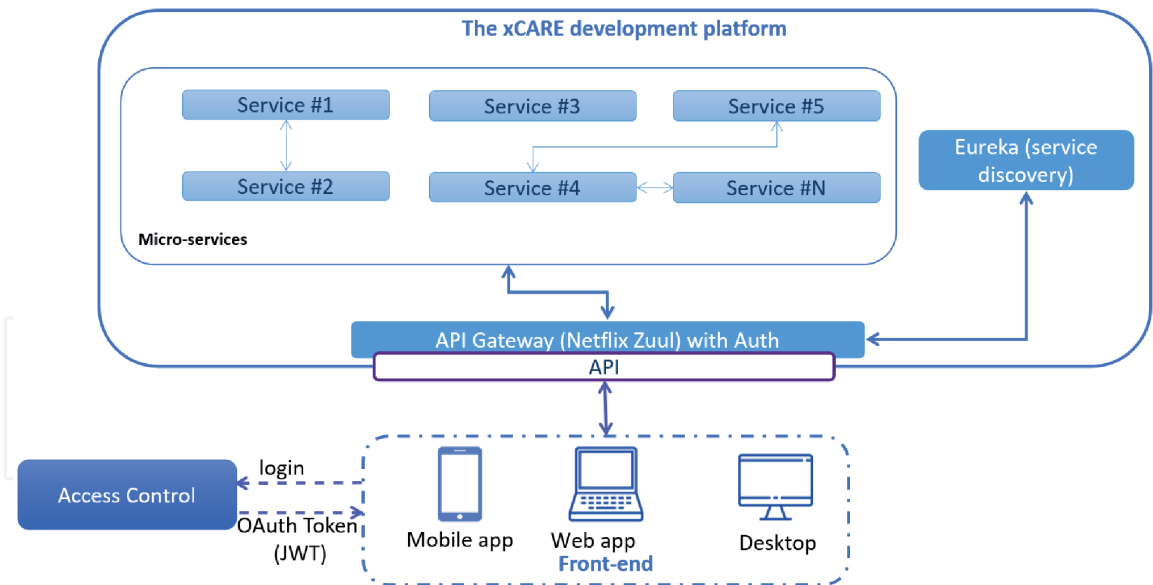 The xCARE development platform
Service #1
Service #3
Service #5
Service #2
Service #4
Service #N
Micro-services
Eureka (service
discovery)
API Gateway (Netflix Zuul) with Auth
API
Access Control
login
OAuth Token
(JWT)
Mobile app
Web app
Desktop
Front-end